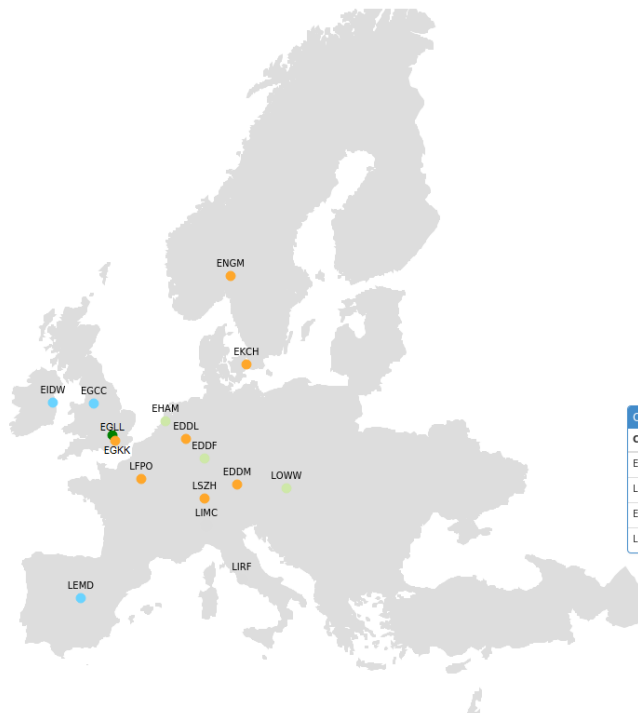 ENGM
EKCH
EIDW
EGCC
EHAM
EGLL
EDDL
EGKK
EDDF
LFPO
EDDM
LOWW
LSZH
LIMC
LIRF
LEMD
C
C
E
L
E
L